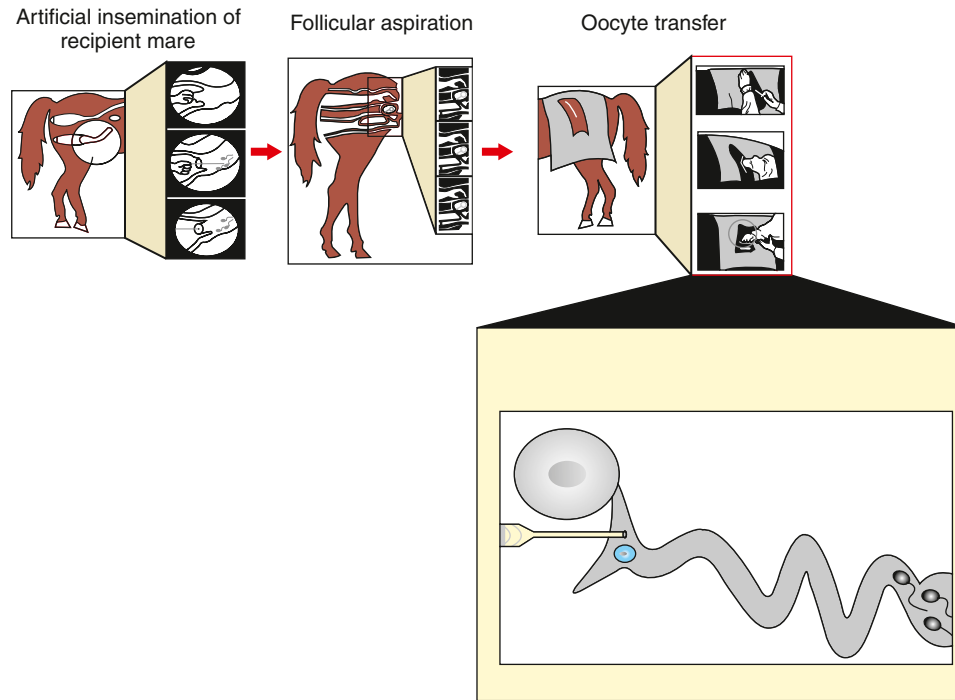 Artificial insemination of
recipient mare
Follicular aspiration
Oocyte transfer